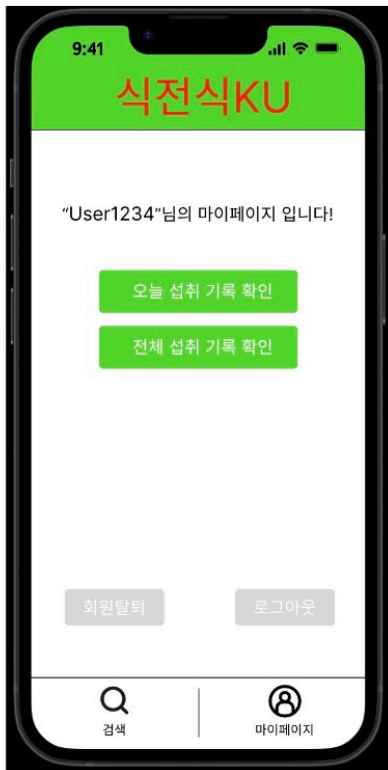 9:41
식전식KU
“User1234”님의 마이페이지 입니다!
오늘 섭취 기록 확인
전체 섭취 기록 확인
회원탈퇴 로그아웃
검색 마이페이지